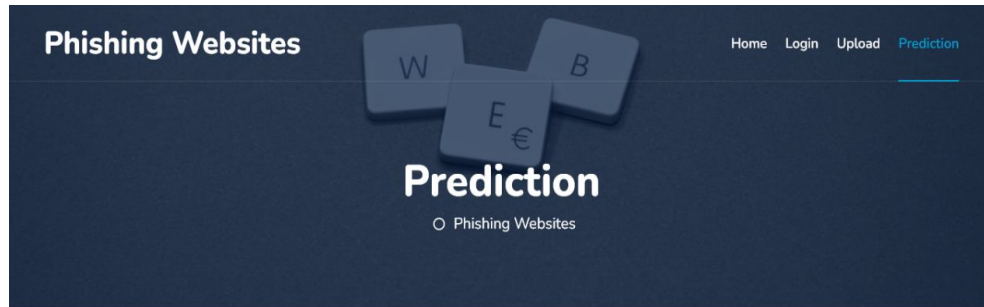 Phishing Websites
Home Login Upload Prediction
W B
E €
Prediction
Phishing Websites